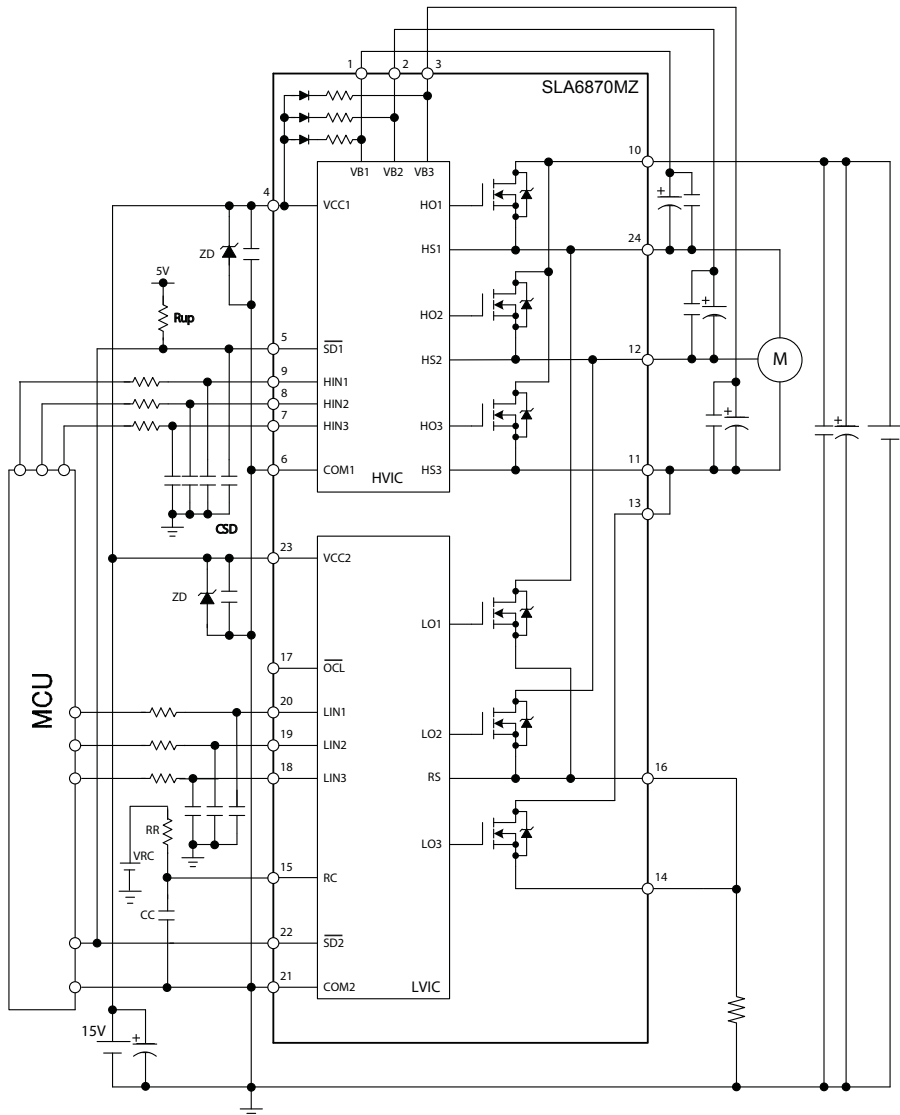 1 2 3
SLA6870MZ
VB1 VB2 VB3
10
4
VCC1
HO1
ZD
24
HS1
5V
Rup
HO2
5
SD1
12
HS2
M
9
HIN1
8
HIN2
7
HIN3
HO3
6
COM1
HS3
11
HVIC
13
CSD
23
VCC2
ZD
LO1
17
OCL
MCU
20
LIN1
19
LIN2
LO2
18
LIN3
RS
16
RR
VRC
LO3
15
RC
14
CC
22
SD2
21
COM2
LVIC
15V